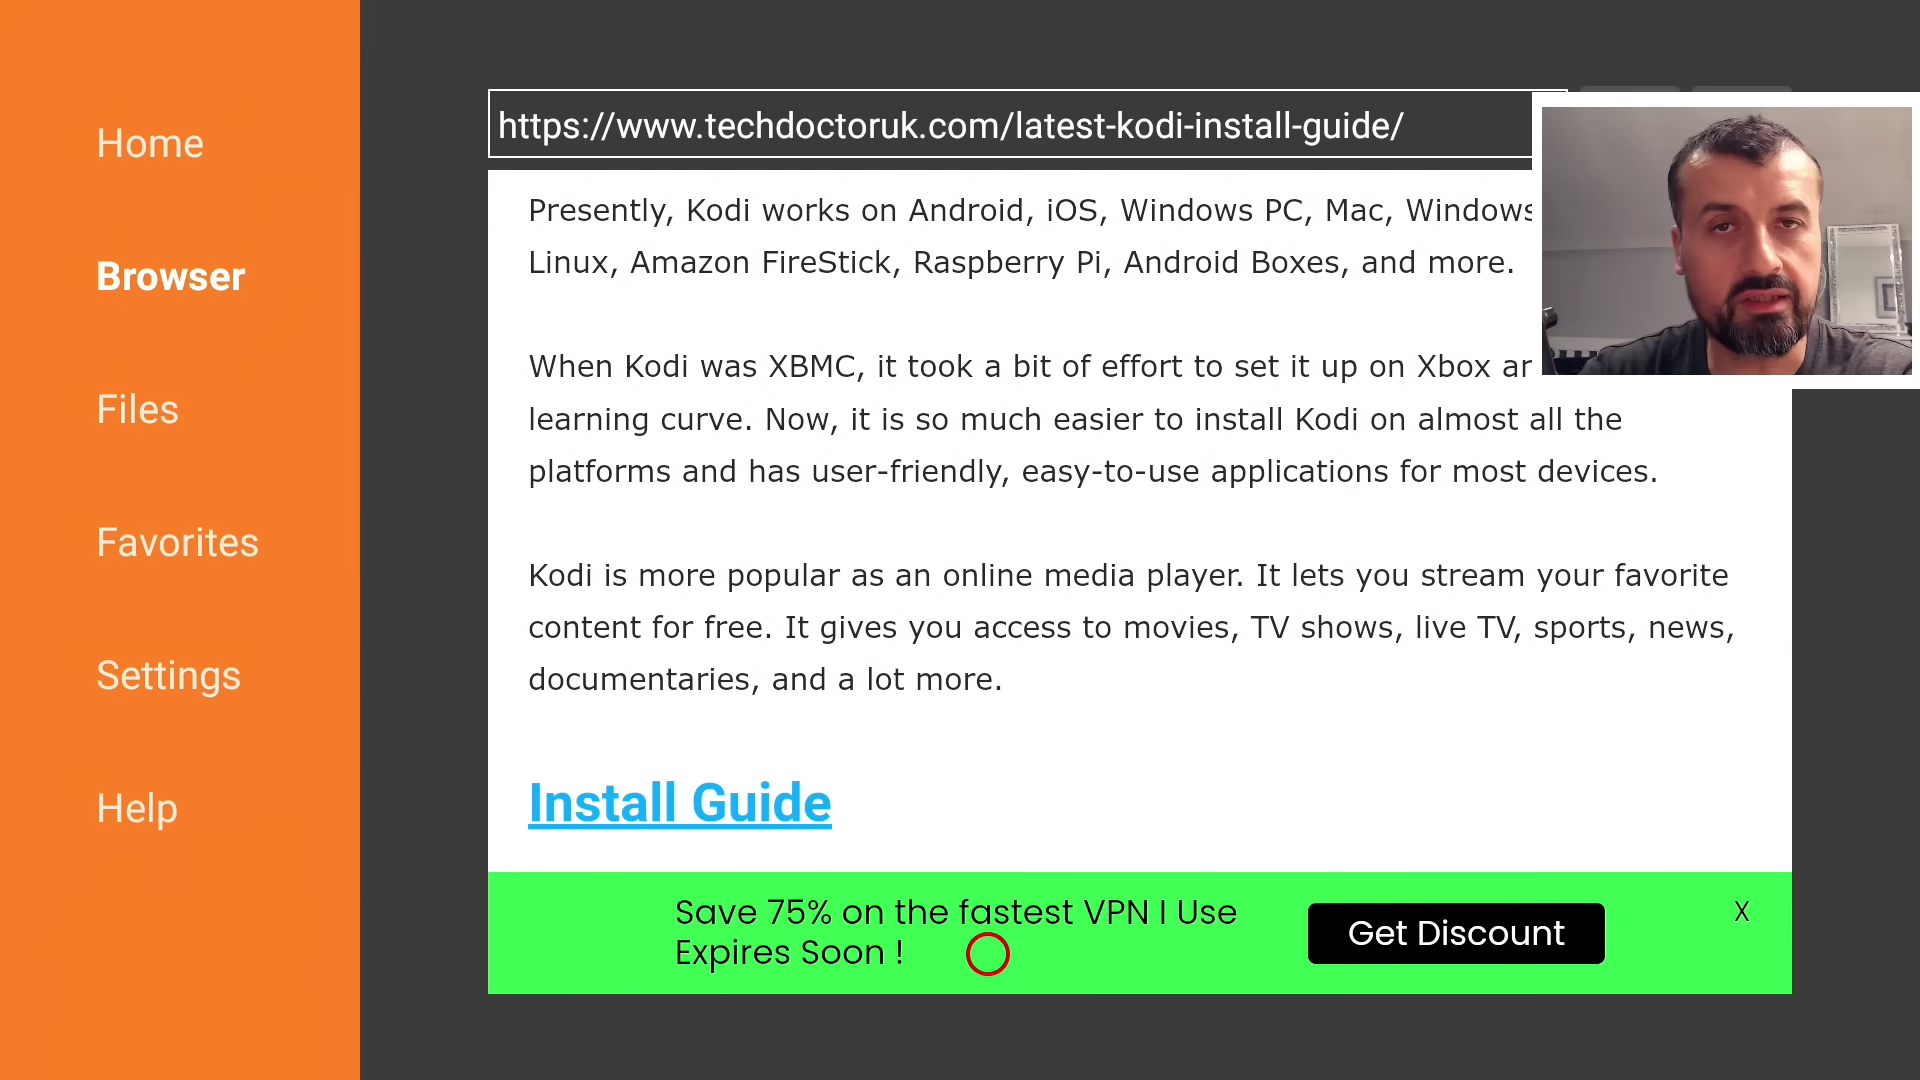 Home
Browser
Files
Favorites
Settings
Help
https://www.techdoctoruk.com/latest-kodi-install-guide/
Presently, Kodi works on Android, iOS, Windows PC, Mac, Windows
Linux, Amazon FireStick, Raspberry Pi, Android Boxes, and more.
When Kodi was XBMC, it took a bit of effort to set it up on Xbox
learning curve. Now, it is so much easier to install Kodi on almost all the
platforms and has user-friendly, easy-to-use applications for most devices.
Kodi is more popular as an online media player. It lets you stream your favorite
content for free. It gives you access to movies, TV shows, live TV, sports, news,
documentaries, and a lot more.
Install Guide
Save 75% on the fastest VPN I Use
Expires Soon !
Get Discount
X